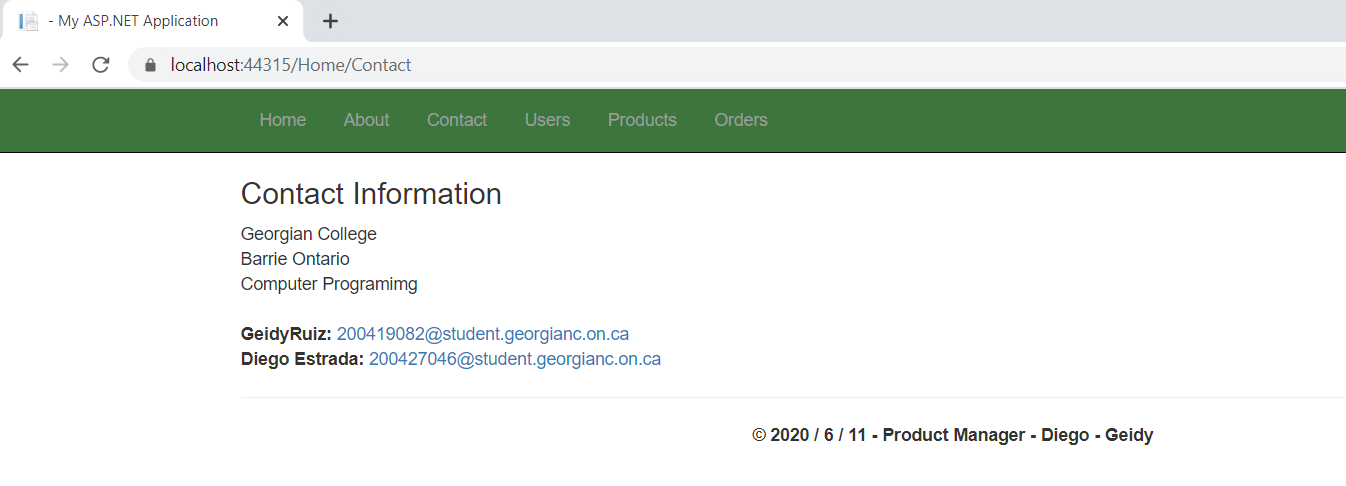 - My ASP.NET Application
localhost:44315/Home/Contact
Home About Contact Users Products Orders
Contact Information
Georgian College
Barrie Ontario
Computer Programimg
GeidyRuiz: 200419082@student.georgianc.on.ca
Diego Estrada: 200427046@student.georgianc.on.ca
© 2020 / 6 / 11 - Product Manager - Diego - Geidy